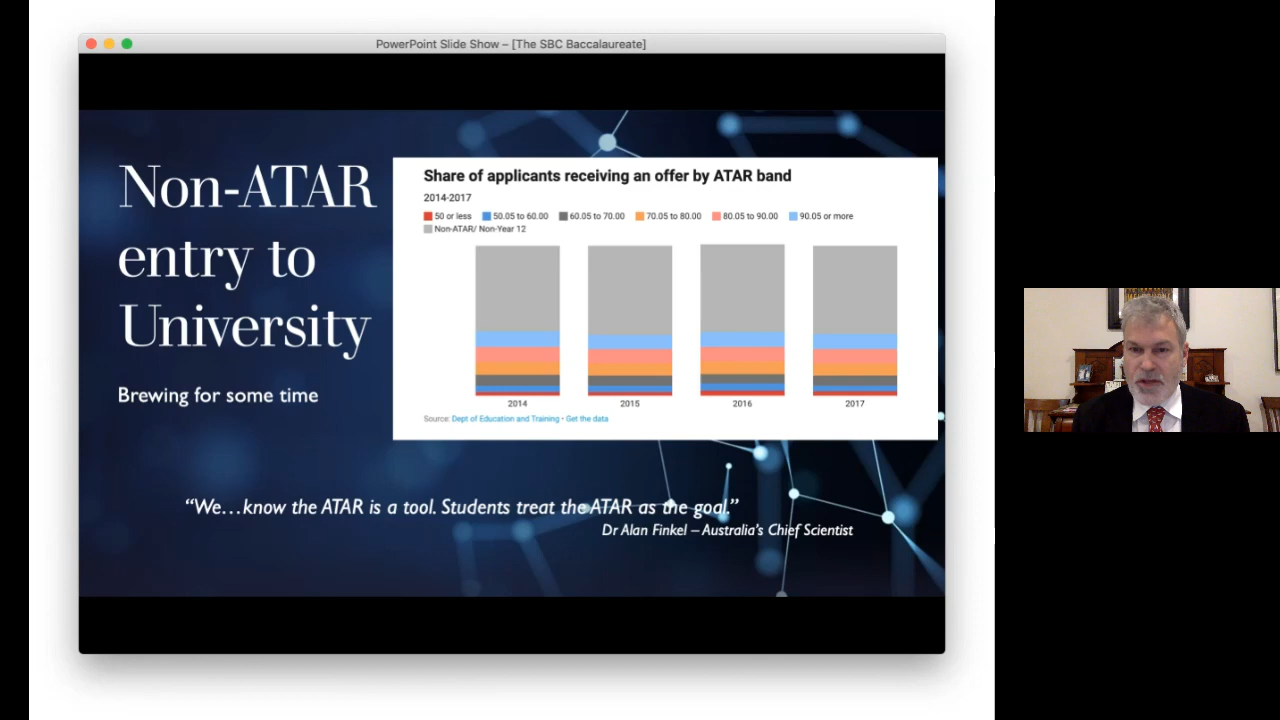 PowerPoint Slide Show – [The SBC Baccalaureate]
Non-ATAR
entry to
University
Brewing for some time
Share of applicants receiving an offer by ATAR band
2014-2017
50 or less 50.05 to 60.00 60.05 to 70.00 70.05 to 80.00 80.05 to 90.00 90.05 or more
Non-ATAR/ Non-Year 12
2014 2015 2016 2017
Source: Dept of Education and Training • Get the data
“We…know the ATAR is a tool. Students treat the ATAR as the goal.”
Dr Alan Finkel – Australia’s Chief Scientist